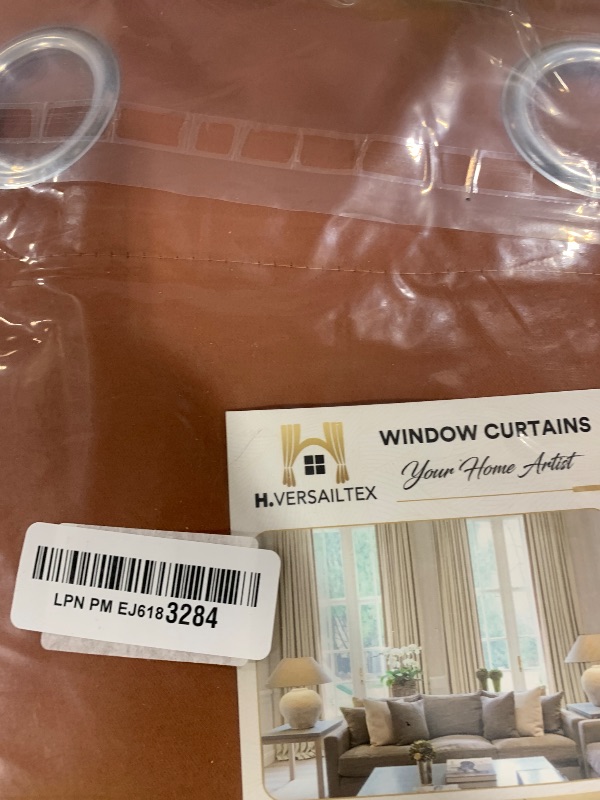 WINDOW CURTAINS
Your Home Artist
H.VERSAILTEX
LPN PM EJ6183284